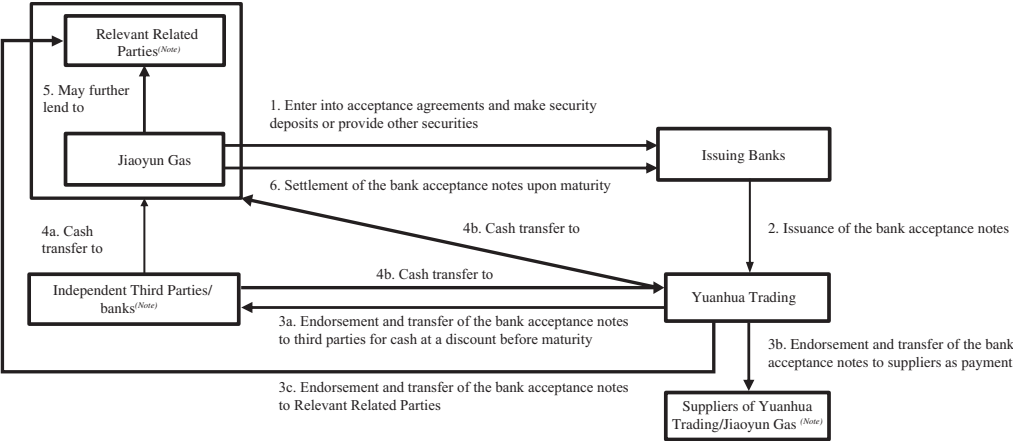 Relevant Related
Parties(Note)
5. May further
lend to
1. Enter into acceptance agreements and make security
deposits or provide other securities
Jiaoyun Gas
Issuing Banks
6. Settlement of the bank acceptance notes upon maturity
4a. Cash
transfer to
4b. Cash transfer to
2. Issuance of the bank acceptance notes
4b. Cash transfer to
Independent Third Parties/
banks(Note)
Yuanhua Trading
3a. Endorsement and transfer of the bank acceptance notes
to third parties for cash at a discount before maturity
3b. Endorsement and transfer of the bank
acceptance notes to suppliers as payment
3c. Endorsement and transfer of the bank acceptance notes
to Relevant Related Parties
Suppliers of Yuanhua
Trading/Jiaoyun Gas (Note)